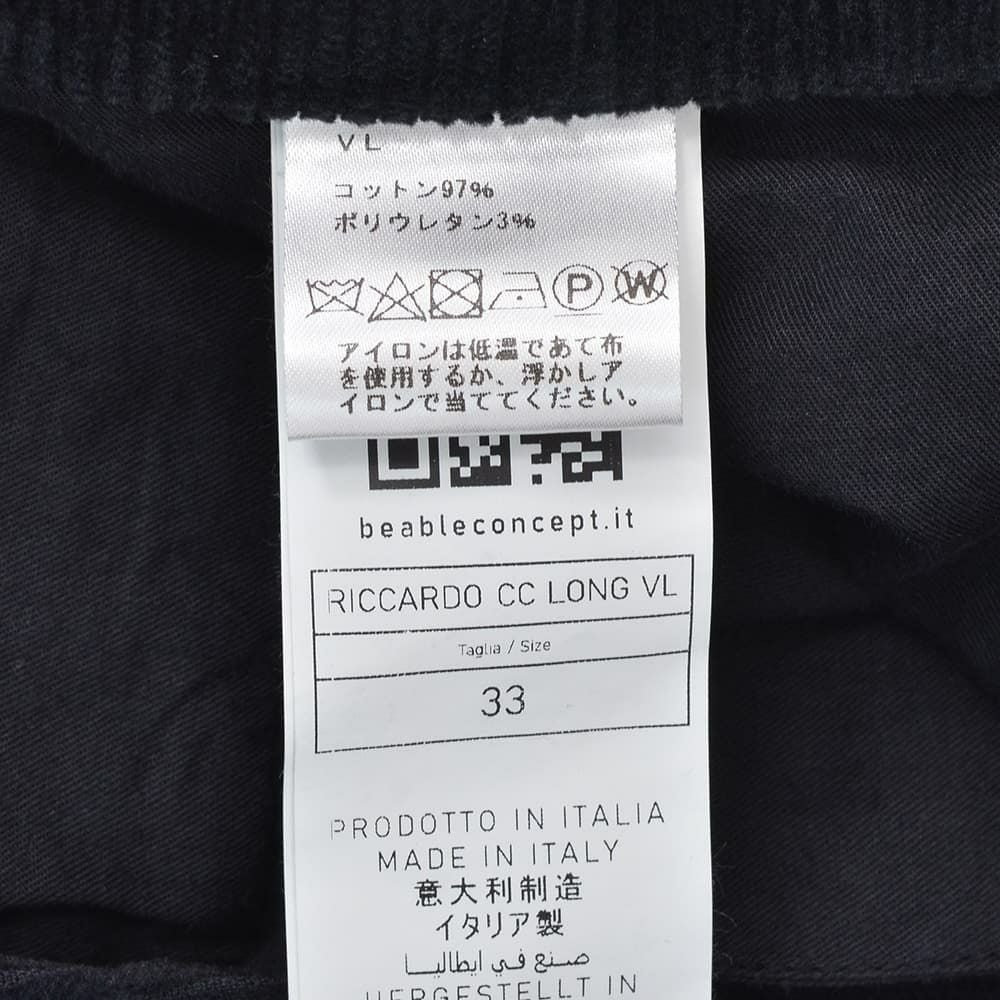 VL
コットン97%
ポリウレタン3%
P W
アイロンは低温であて布
を使用するか、浮かしア
イロンで当ててください。
beableconcept.it
RICCARDO CC LONG VL
Taglia / Size
33
PRODOTTO IN ITALIA
MADE IN ITALY
意大利制造
イタリア製
صنع في ايطاليا
HERGESTELLT IN